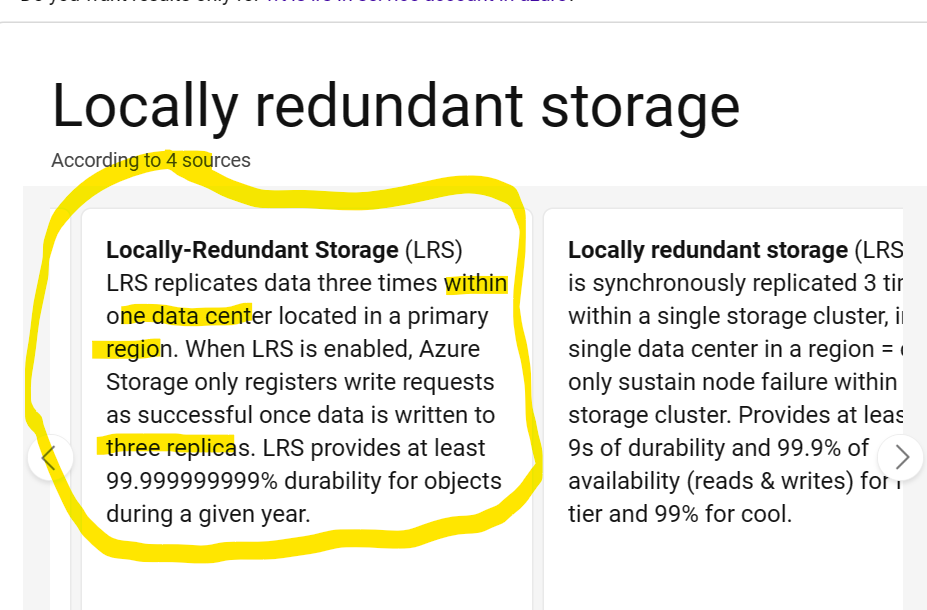 Locally redundant storage
According to 4 sources
Locally-Redundant Storage (LRS)
LRS replicates data three times within
one data center located in a primary
region. When LRS is enabled, Azure
Storage only registers write requests
as successful once data is written to
three replicas. LRS provides at least
99.999999999% durability for objects
during a given year.
Locally redundant storage (LRS
is synchronously replicated 3
within a single storage cluster,
single data center in a region =
only sustain node failure within
storage cluster. Provides at
9s of durability and 99.9% of
availability (reads & writes) for
tier and 99% for cool.